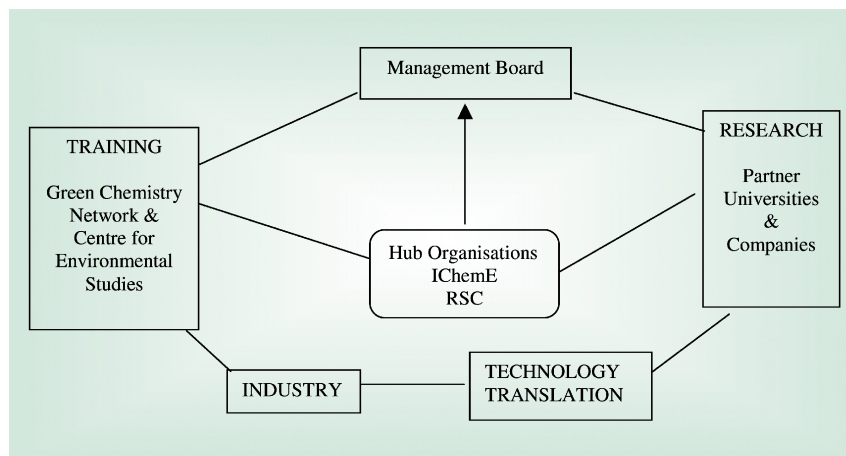 Management Board
TRAINING
Green Chemistry
Network &
Centre for
Environmental
Studies
RESEARCH
Partner
Universities
&
Companies
Hub Organisations
IChemE
RSC
INDUSTRY
TECHNOLOGY
TRANSLATION